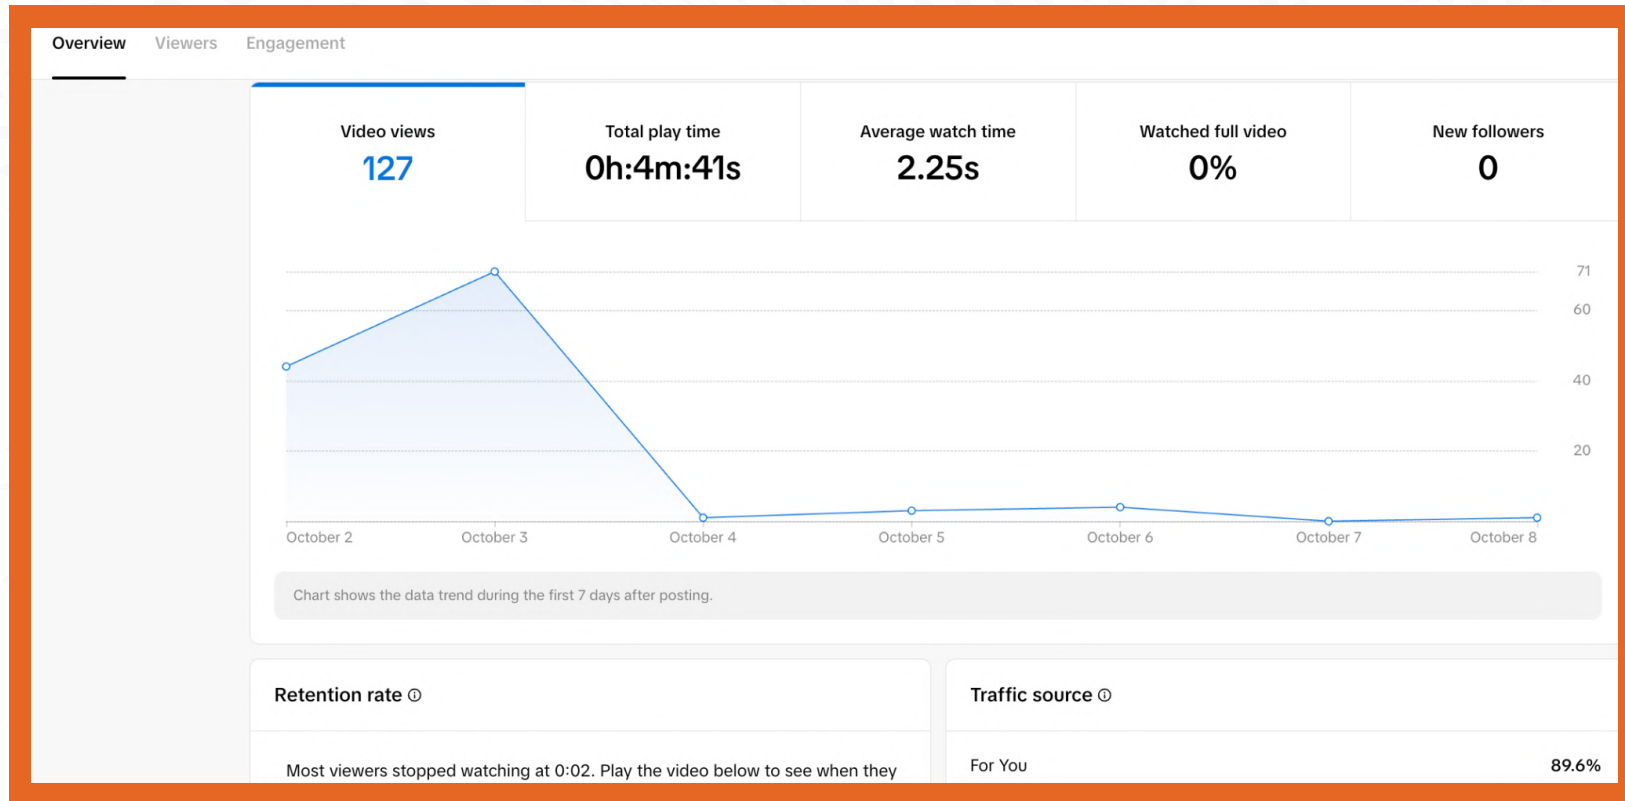 Overview Viewers Engagement
Video views
127
Total play time
0h:4m:41s
Average watch time
2.25s
Watched full video
0%
New followers
0
71
60
40
20
October 2 October 3 October 4 October 5 October 6 October 7 October 8
Chart shows the data trend during the first 7 days after posting.
Retention rate
Most viewers stopped watching at 0:02. Play the video below to see when they
Traffic source
For You 89.6%